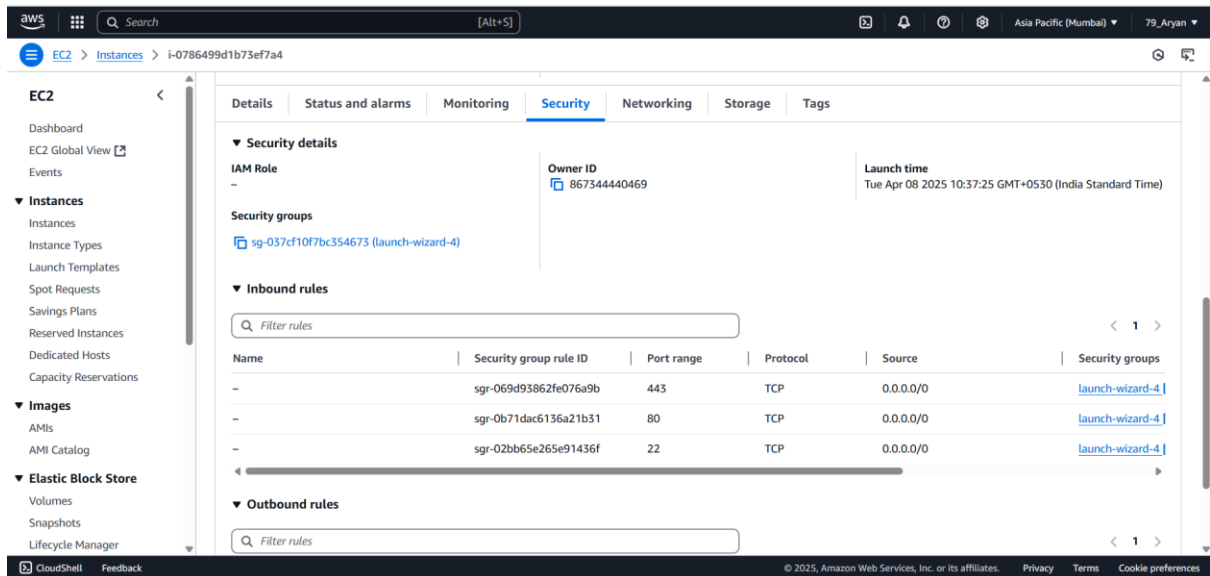 aws Search [Alt+S] Asia Pacific (Mumbai) 79_Aryan
EC2 > Instances > i-0786499d1b73ef7a4
EC2
Dashboard
EC2 Global View
Events
Instances
Instances
Instance Types
Launch Templates
Spot Requests
Savings Plans
Reserved Instances
Dedicated Hosts
Capacity Reservations
Images
AMIs
AMI Catalog
Elastic Block Store
Volumes
Snapshots
Lifecycle Manager
Details Status and alarms Monitoring Security Networking Storage Tags
Security details
IAM Role
–
Owner ID
867344440469
Launch time
Tue Apr 08 2025 10:37:25 GMT+0530 (India Standard Time)
Security groups
sg-037cf10f7bc354673 (launch-wizard-4)
Inbound rules
Filter rules < 1 >
Name Security group rule ID Port range Protocol Source Security groups
– sgr-069d93862fe076a9b 443 TCP 0.0.0.0/0 launch-wizard-4
– sgr-0b71dac6136a21b31 80 TCP 0.0.0.0/0 launch-wizard-4
– sgr-02bb65e265e91436f 22 TCP 0.0.0.0/0 launch-wizard-4
Outbound rules
Filter rules < 1 >
CloudShell Feedback © 2025, Amazon Web Services, Inc. or its affiliates. Privacy Terms Cookie preferences